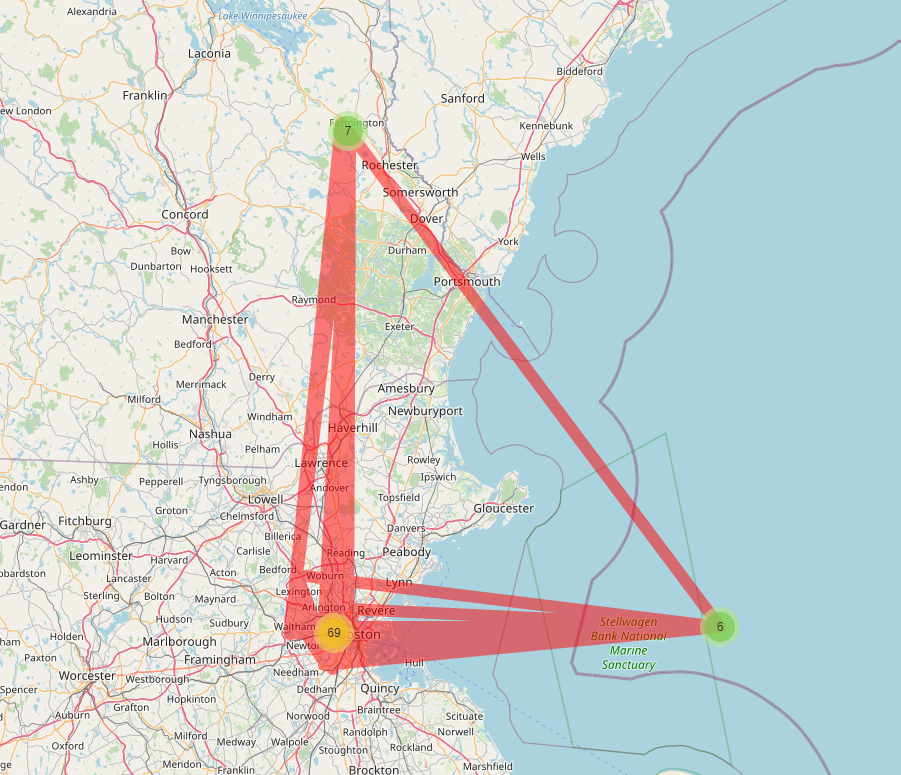 Alexandria
Lake Winnipesaukee
Laconia
Biddeford
Franklin
Sanford
ew London
Farmington
7
Kennebunk
Rochester
Wells
Somersworth
Concord
Dover
York
Bow
Durham
Dunbarton
Hooksett
Portsmouth
Raymond
Manchester
Exeter
Bedford
Derry
Merrimack
Amesbury
Milford
Windham
Newburyport
Nashua
Haverhill
Hollis
Pelham
Lawrence
Rowley
Ashby
Pepperell
Tyngsborough
Ipswich
endon
Andover
Lowell
Topsfield
Groton
Gloucester
Chelmsford
Gardner
Fitchburg
Danvers
Billerica
Carlisle
Reading
Peabody
Leominster
Harvard
Bedford
Woburn
Lynn
obardston
Acton
Lancaster
Lexington
Sterling
Bolton
Maynard
Arlington
Revere
Hudson
Sudbury
Waltham
Stellwagen
Bank National
Marine
Sanctuary
6
69
ston
Holden
Marlborough
Newton
Paxton
Framingham
Hull
Worcester
Westborough
Needham
Spencer
Dedham
Quincy
Hopkinton
Grafton
Braintree
Auburn
Norwood
Scituate
Milford
Randolph
Norwell
Oxford
Medway
Walpole
Stoughton
Rockland
Mendon
Franklin
Brockton
Marshfield
ge